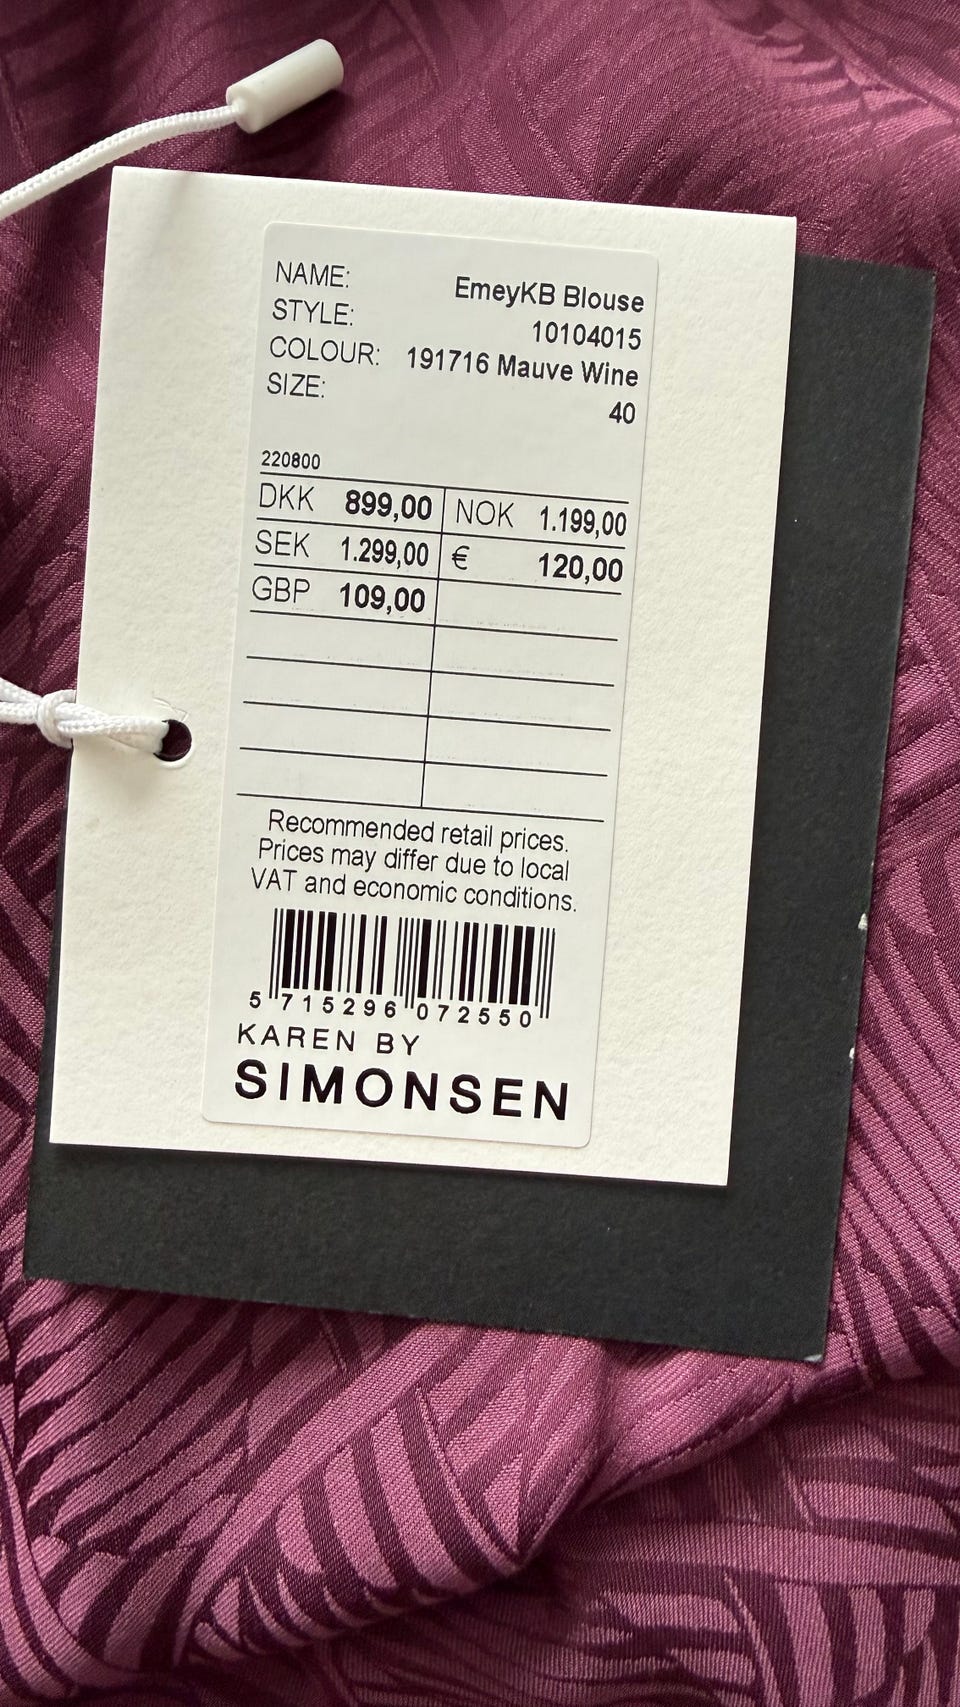 NAME: EmeyKB Blouse
STYLE: 10104015
COLOUR: 191716 Mauve Wine
SIZE: 40
220800
DKK 899,00 NOK 1.199,00
SEK 1.299,00 € 120,00
GBP 109,00
Recommended retail prices.
Prices may differ due to local
VAT and economic conditions.
5 715296 072550
KAREN BY
SIMONSEN